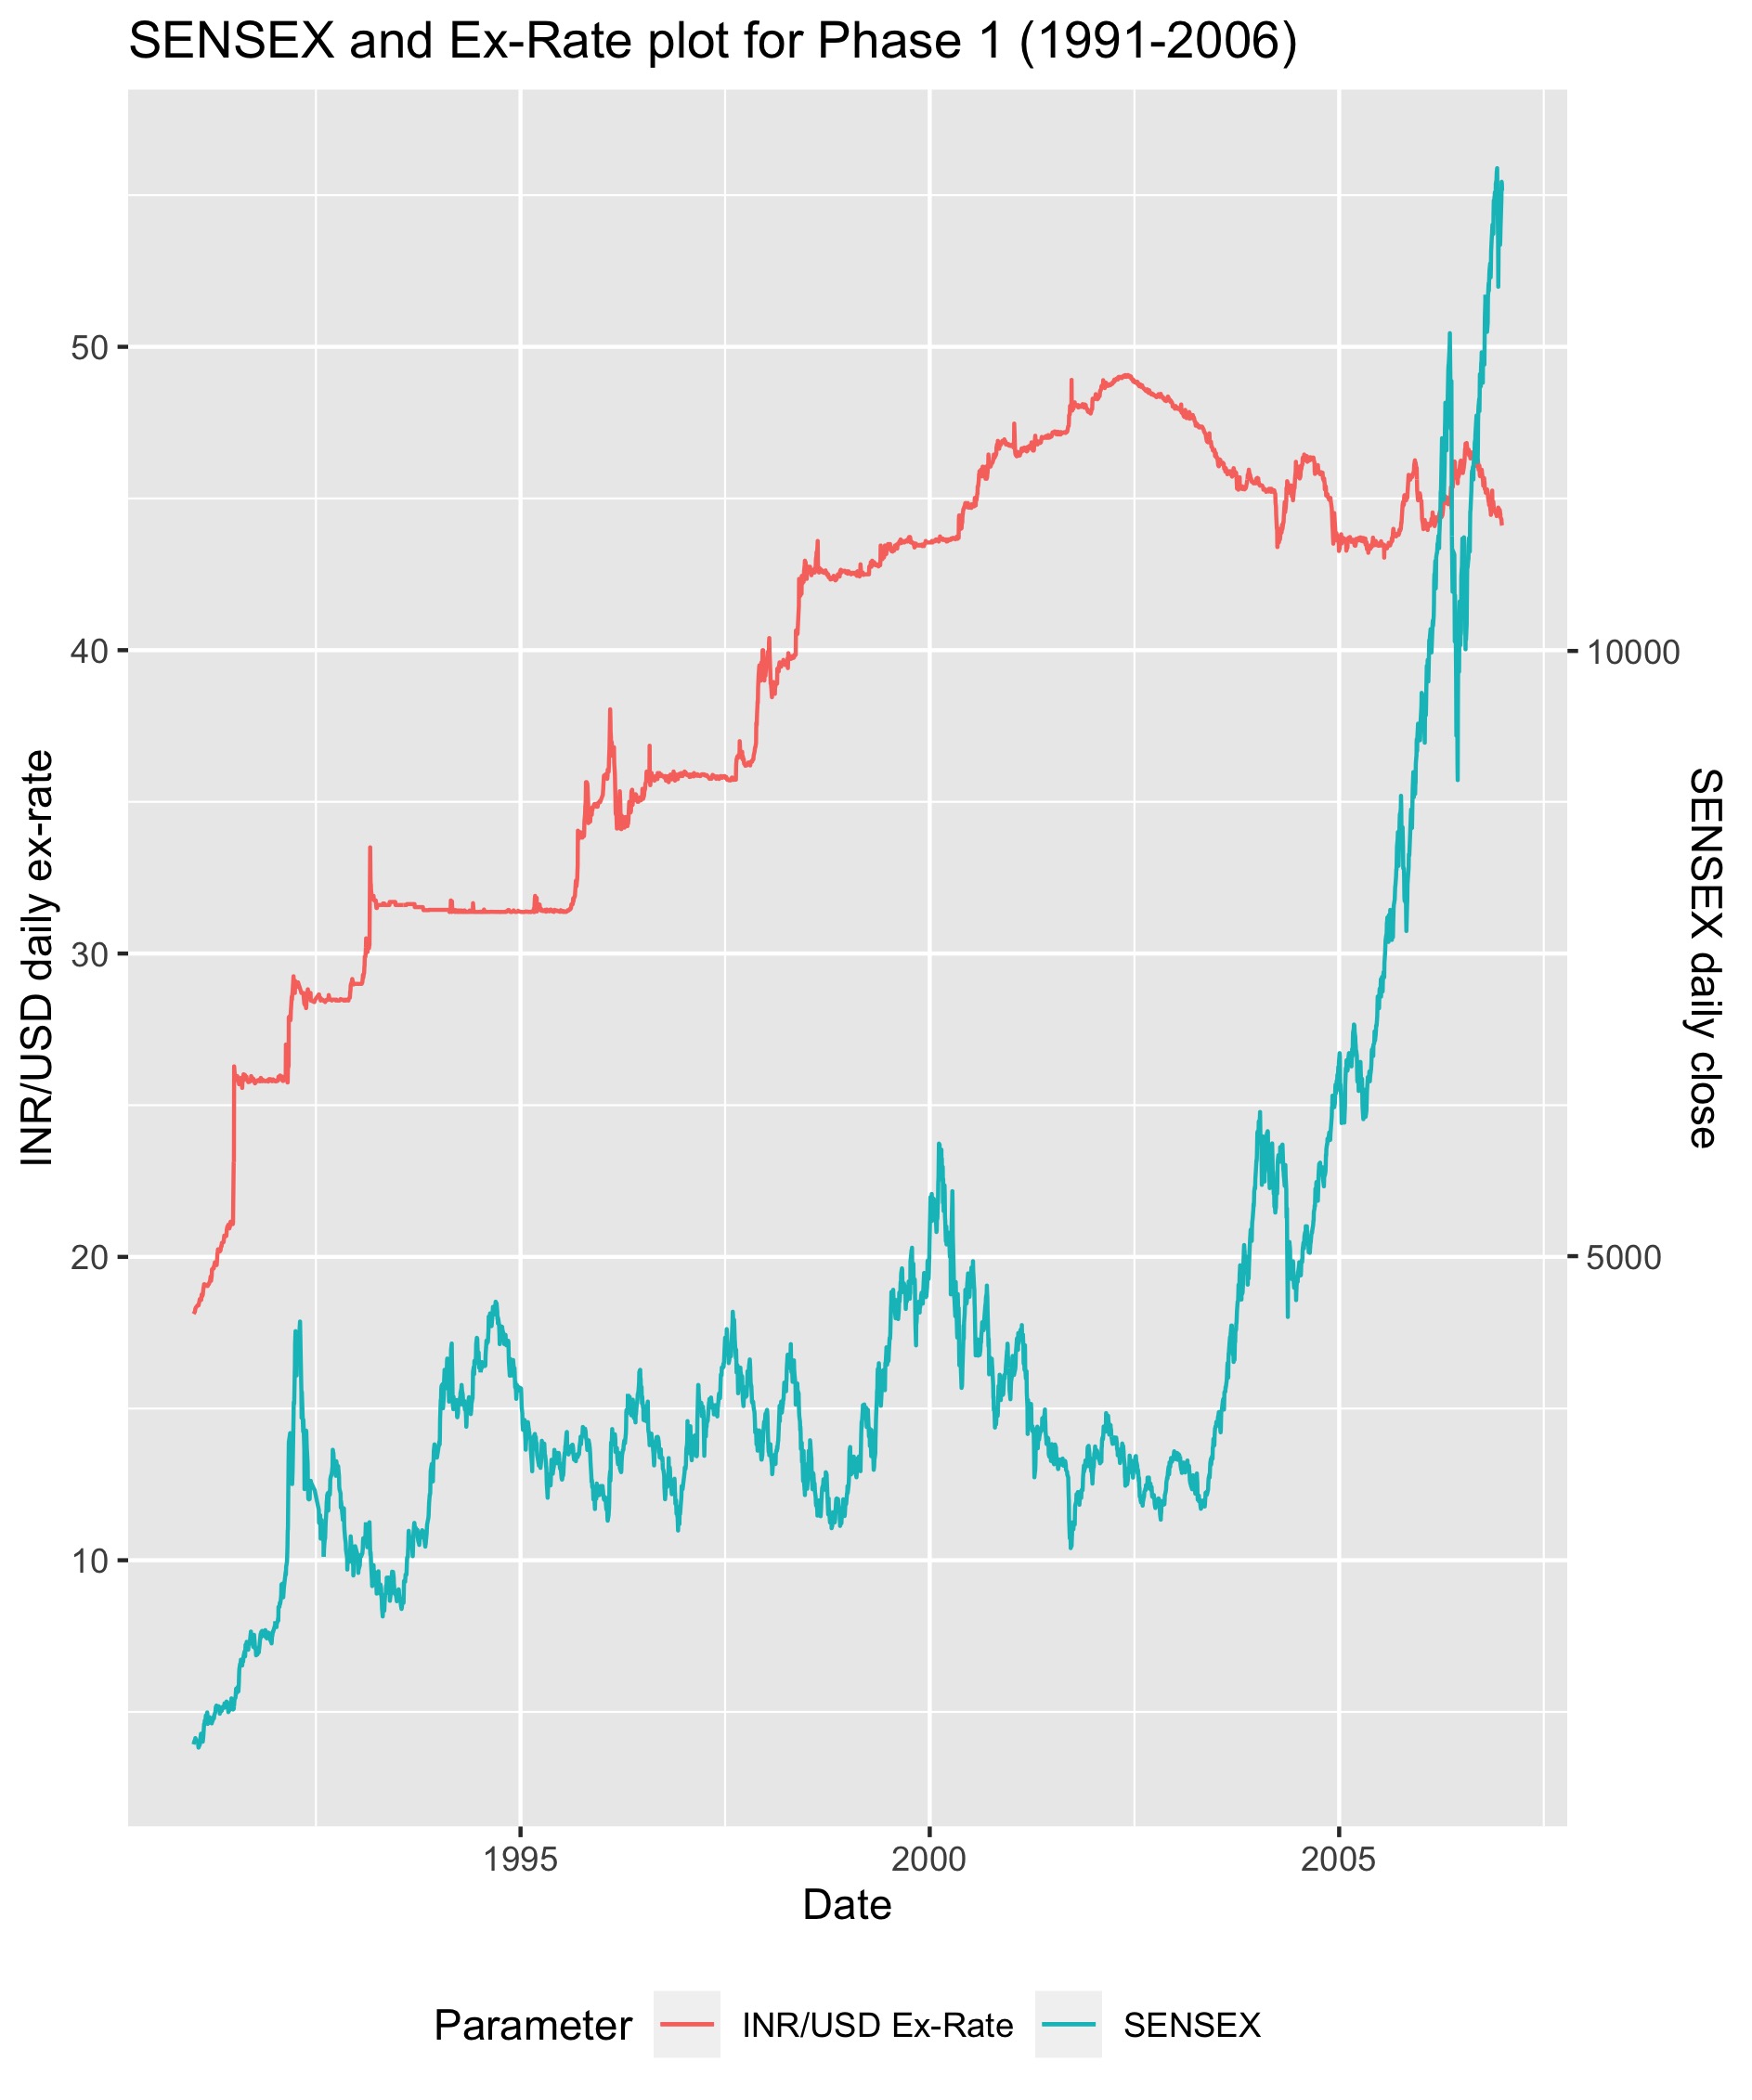 SENSEX and Ex-Rate plot for Phase 1 (1991-2006)
INR/USD daily ex-rate
50
40
30
20
10
10000
5000
SENSEX daily close
1995 2000 2005
Date
Parameter INR/USD Ex-Rate SENSEX